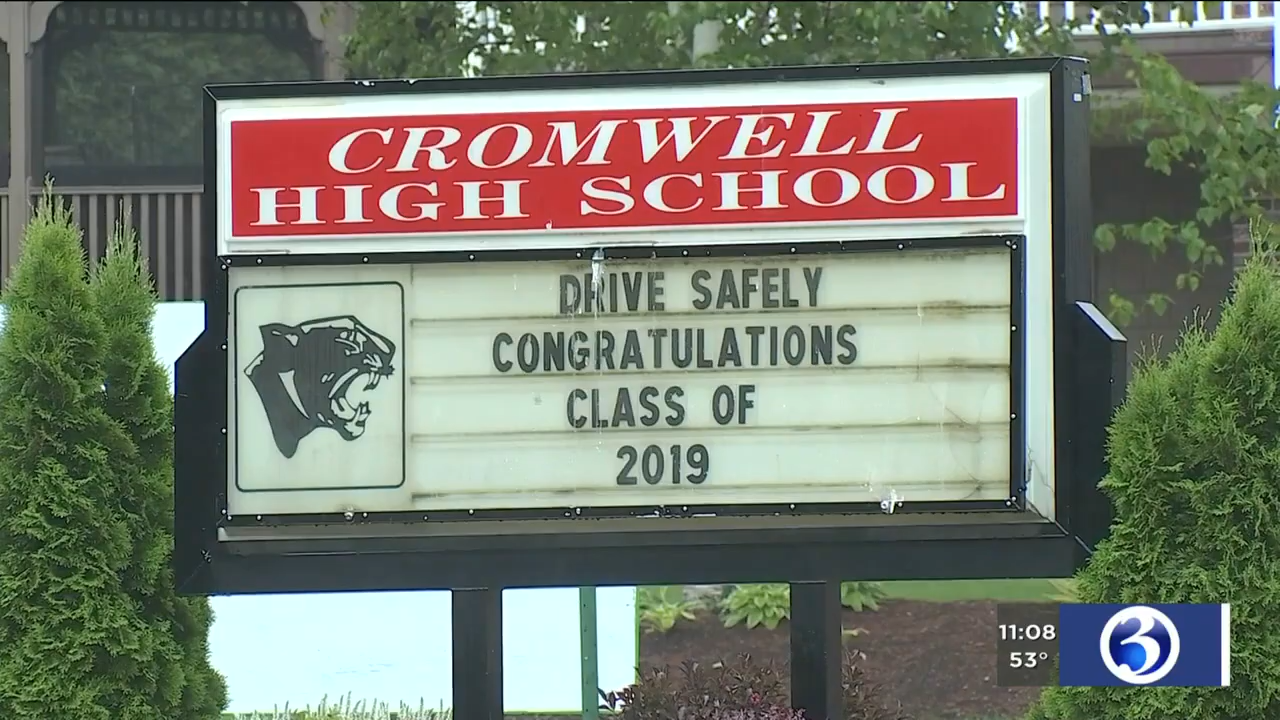 CROMWELL
HIGH SCHOOL
DRIVE SAFELY
CONGRATULATIONS
CLASS OF
2019
11:08
53°
3